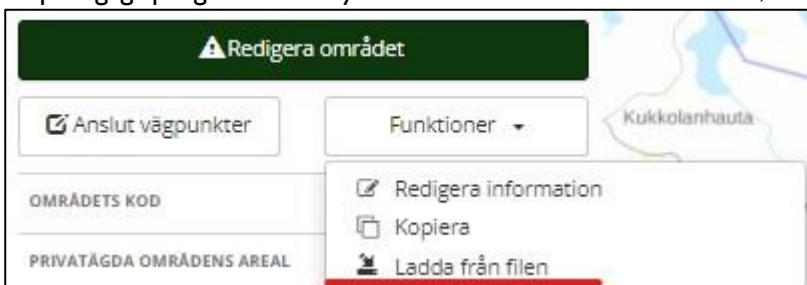 Redigera området
Anslut vägpunkter
Funktioner
Kukkolanhauta
OMRÅDETS KOD
Redigera information
Kopiera
PRIVATÄGDA OMRÅDENS AREAL
Ladda från filen